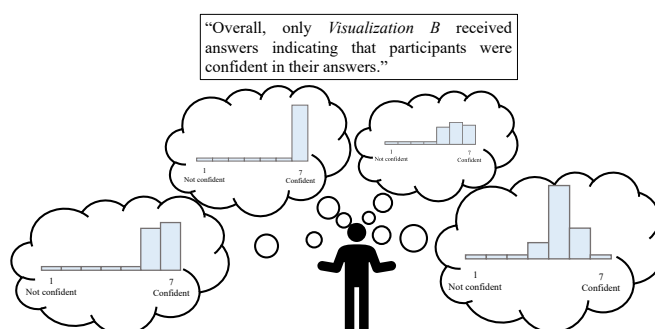 “Overall, only Visualization B received
answers indicating that participants were
confident in their answers.”
1 7
Not confident Confident
1 7
Not confident Confident
1 7
Not confident Confident
1 7
Not confident Confident